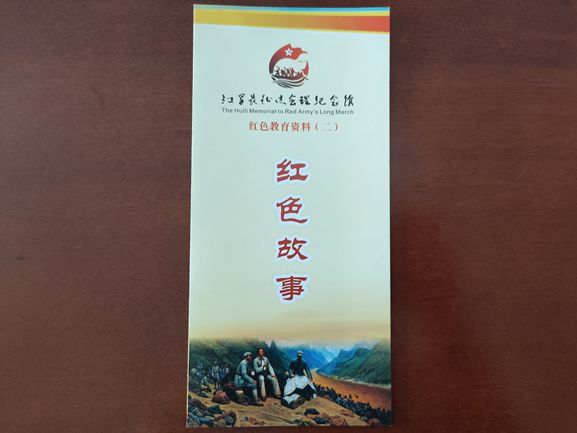 红军长征过会理纪念馆
The Huili Memorial to Red Army's Long March
红色教育资料（二）
红色故事